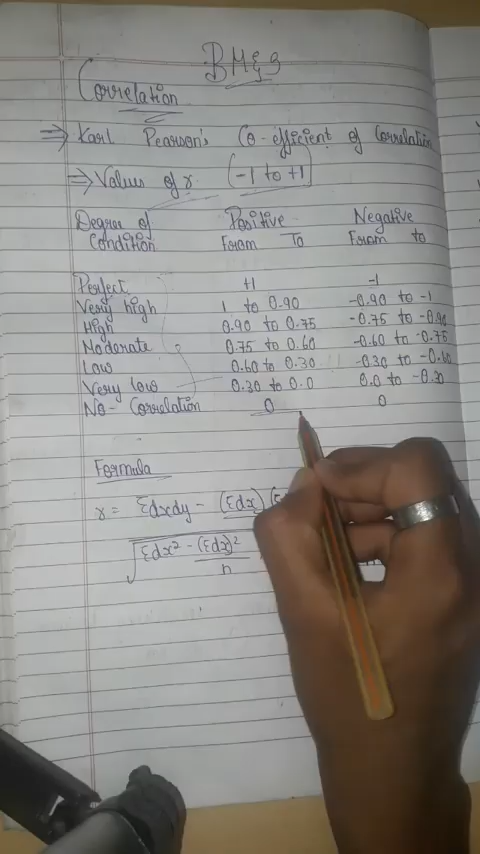 BM&S
Correlation
⇒ Karl Pearson's Co-efficient of Correlation
⇒ Values of r (-1 to +1)
Degree of Condition Positive From To Negative From to
Perfect +1 -1
Very high 1 to 0.90 -0.90 to -1
High 0.90 to 0.75 -0.75 to -0.90
Moderate 0.75 to 0.60 -0.60 to -0.75
Low 0.60 to 0.30 -0.30 to -0.60
Very low 0.30 to 0.0 0.0 to -0.30
No- Correlation 0 0
Formula
r = Σdxdy - (Σdx)
√Σdx² - (Σdx)²
n